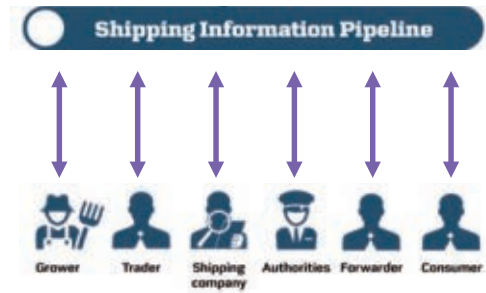 Shipping Information Pipeline
Grower
Trader
Shipping
company
Authorities
Forwarder
Consumer